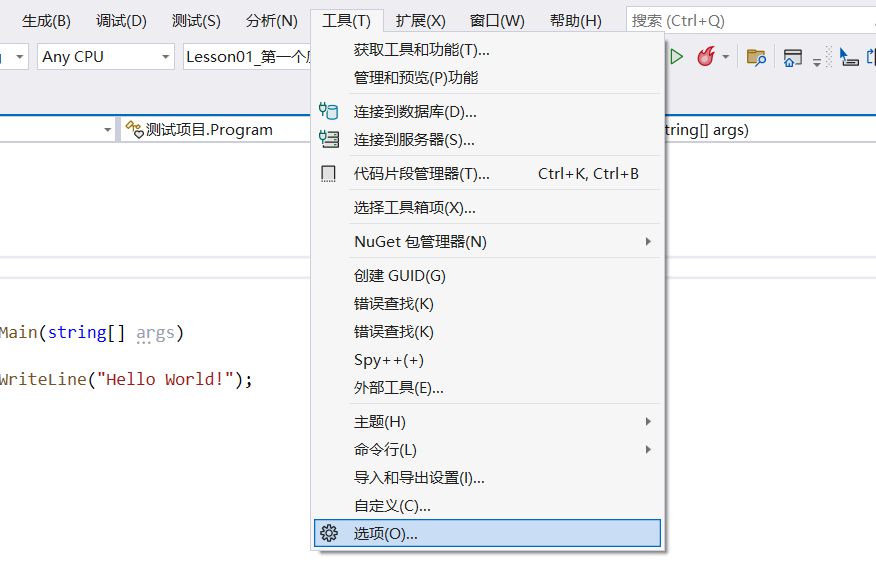 生成(B) 调试(D) 测试(S) 分析(N) 工具(T) 扩展(X) 窗口(W) 帮助(H) 搜索 (Ctrl+Q)
Any CPU Lesson01_第一个
获取工具和功能(T)...
管理和预览(P)功能
连接到数据库(D)...
测试项目.Program tring[] args)
连接到服务器(S)...
代码片段管理器(T)... Ctrl+K, Ctrl+B
选择工具箱项(X)...
NuGet 包管理器(N)
创建 GUID(G)
错误查找(K)
Main(string[] args)
错误查找(K)
Spy++(+)
WriteLine("Hello World!");
外部工具(E)...
主题(H)
命令行(L)
导入和导出设置(I)...
自定义(C)...
选项(O)...